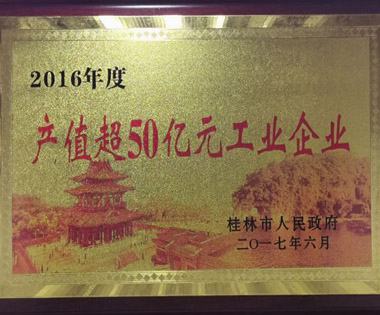 2016年度
产值超50亿元工业企业
桂林市人民政府
二〇一七年六月